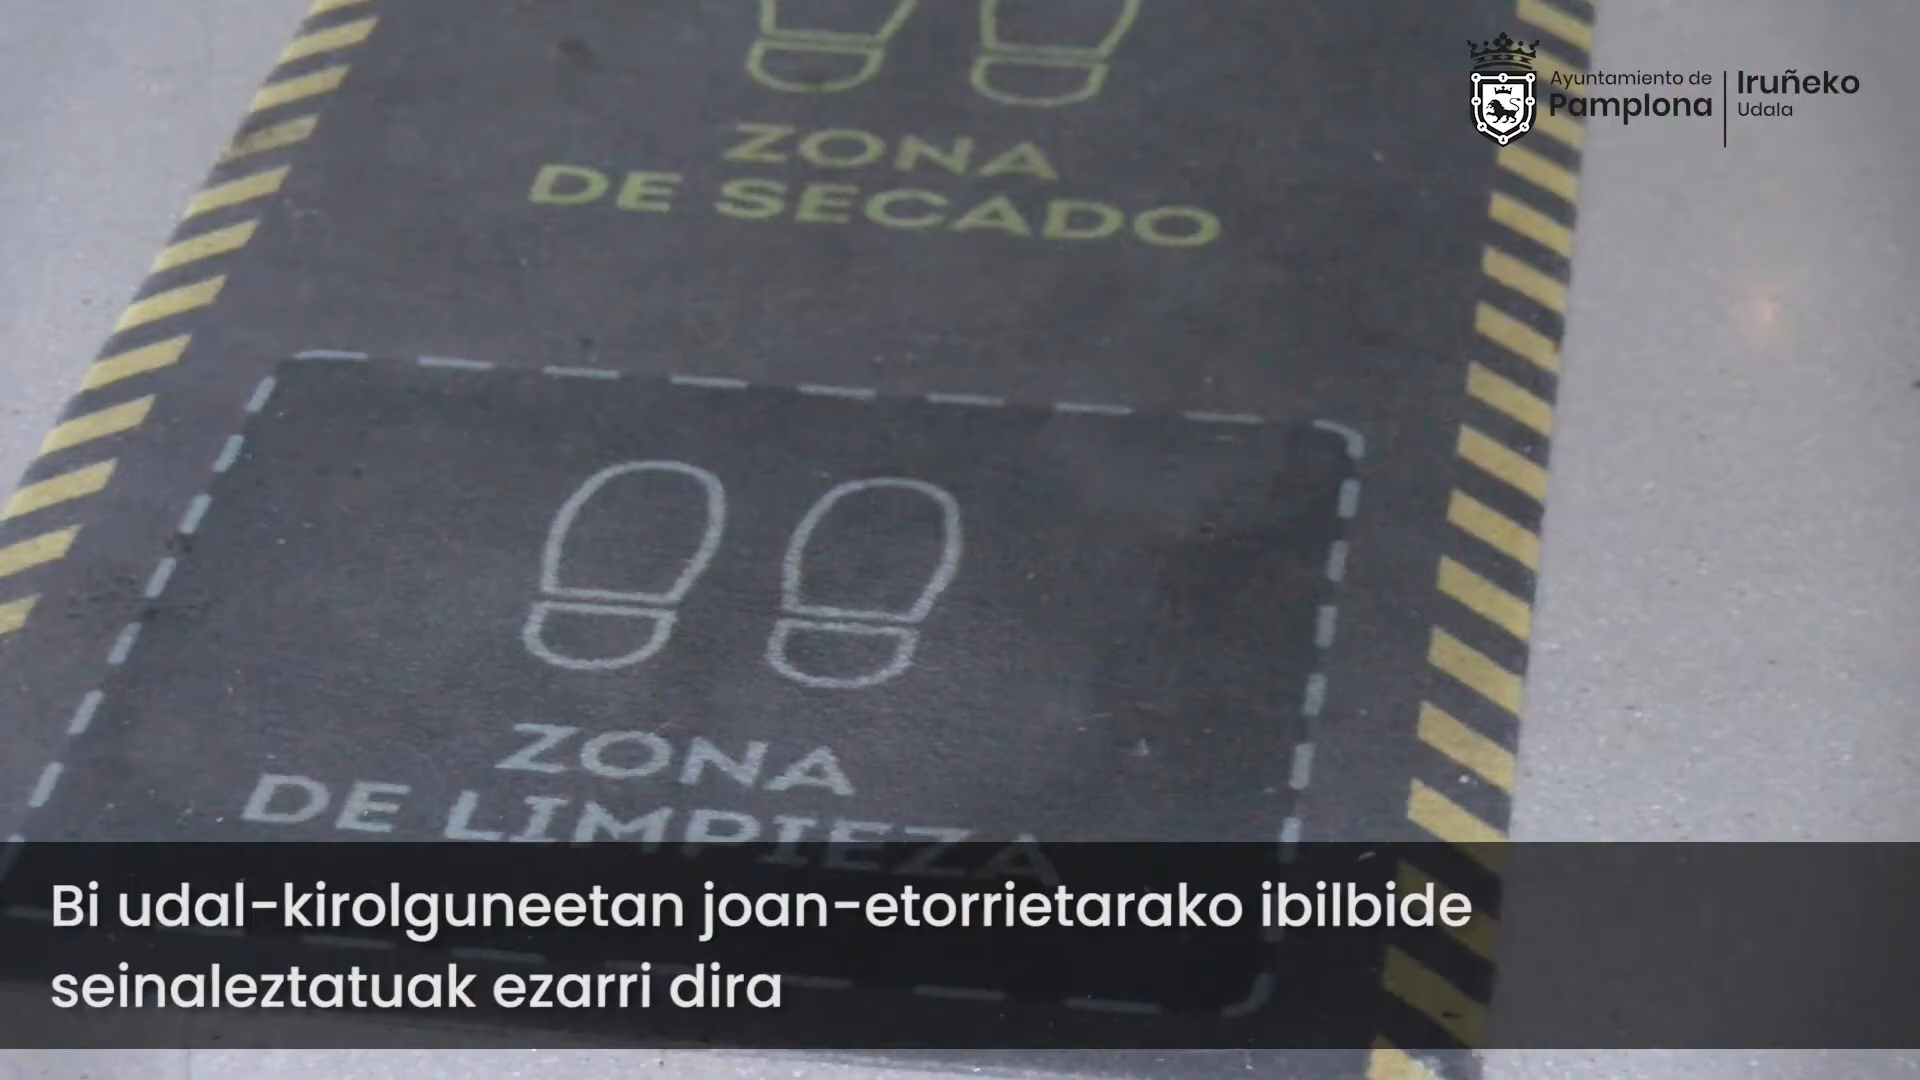 Ayuntamiento de
Pamplona
Iruñeko
Udala
ZONA
DE SECADO
ZONA
DE LIMPIEZA
Bi udal-kirolguneetan joan-etorrietarako ibilbide
seinaleztatuak ezarri dira